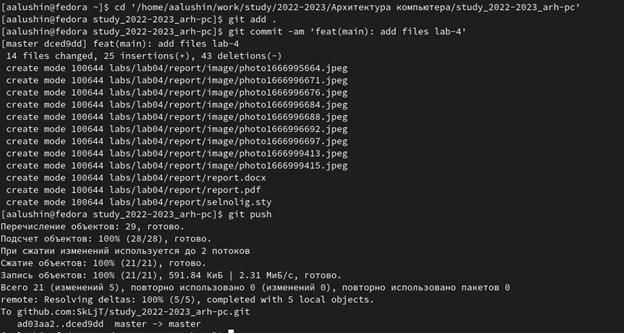 [aalushin@fedora ~]$ cd '/home/aalushin/work/study/2022-2023/Архитектура компьютера/study_2022-2023_arh-pc'
[aalushin@fedora study_2022-2023_arh-pc]$ git add .
[aalushin@fedora study_2022-2023_arh-pc]$ git commit -am 'feat(main): add files lab-4'
[master dced9dd] feat(main): add files lab-4
 14 files changed, 25 insertions(+), 43 deletions(-)
 create mode 100644 labs/lab04/report/image/photo1666995664.jpeg
 create mode 100644 labs/lab04/report/image/photo1666996671.jpeg
 create mode 100644 labs/lab04/report/image/photo1666996676.jpeg
 create mode 100644 labs/lab04/report/image/photo1666996684.jpeg
 create mode 100644 labs/lab04/report/image/photo1666996688.jpeg
 create mode 100644 labs/lab04/report/image/photo1666996692.jpeg
 create mode 100644 labs/lab04/report/image/photo1666996697.jpeg
 create mode 100644 labs/lab04/report/image/photo1666999413.jpeg
 create mode 100644 labs/lab04/report/image/photo1666999415.jpeg
 create mode 100644 labs/lab04/report/report.docx
 create mode 100644 labs/lab04/report/report.pdf
 create mode 100644 labs/lab04/report/selnolig.sty
[aalushin@fedora study_2022-2023_arh-pc]$ git push
Перечисление объектов: 29, готово.
Подсчет объектов: 100% (28/28), готово.
При сжатии изменений используется до 2 потоков
Сжатие объектов: 100% (21/21), готово.
Запись объектов: 100% (21/21), 591.84 КиБ | 2.31 МиБ/с, готово.
Всего 21 (изменений 5), повторно использовано 0 (изменений 0), повторно использовано пакетов 0
remote: Resolving deltas: 100% (5/5), completed with 5 local objects.
To github.com:SkLjT/study_2022-2023_arh-pc.git
   ad03aa2..dced9dd  master -> master